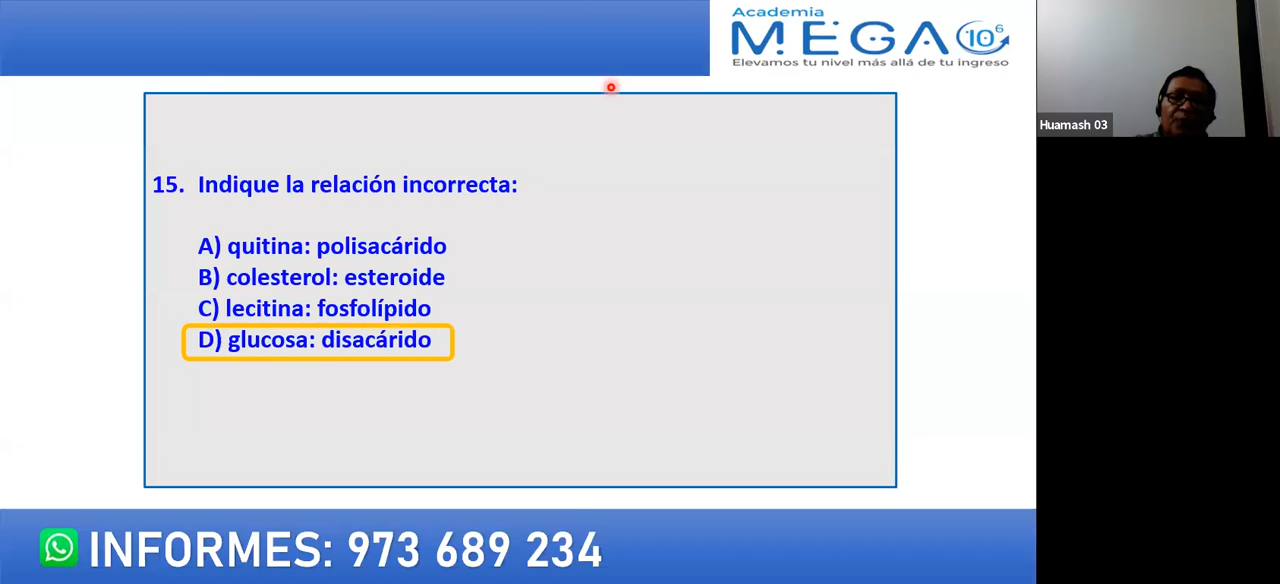 Academia
MEGA 10⁶
Elevamos tu nivel más allá de tu ingreso
Huamash 03
15. Indique la relación incorrecta:
A) quitina: polisacárido
B) colesterol: esteroide
C) lecitina: fosfolípido
D) glucosa: disacárido
INFORMES: 973 689 234